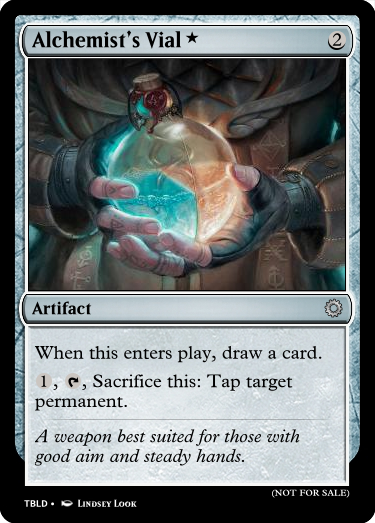 Alchemist's Vial ★ 2
Artifact
When this enters play, draw a card.
1, , Sacrifice this: Tap target
permanent.
A weapon best suited for those with
good aim and steady hands.
(NOT FOR SALE)
TBLD • Lindsey Look